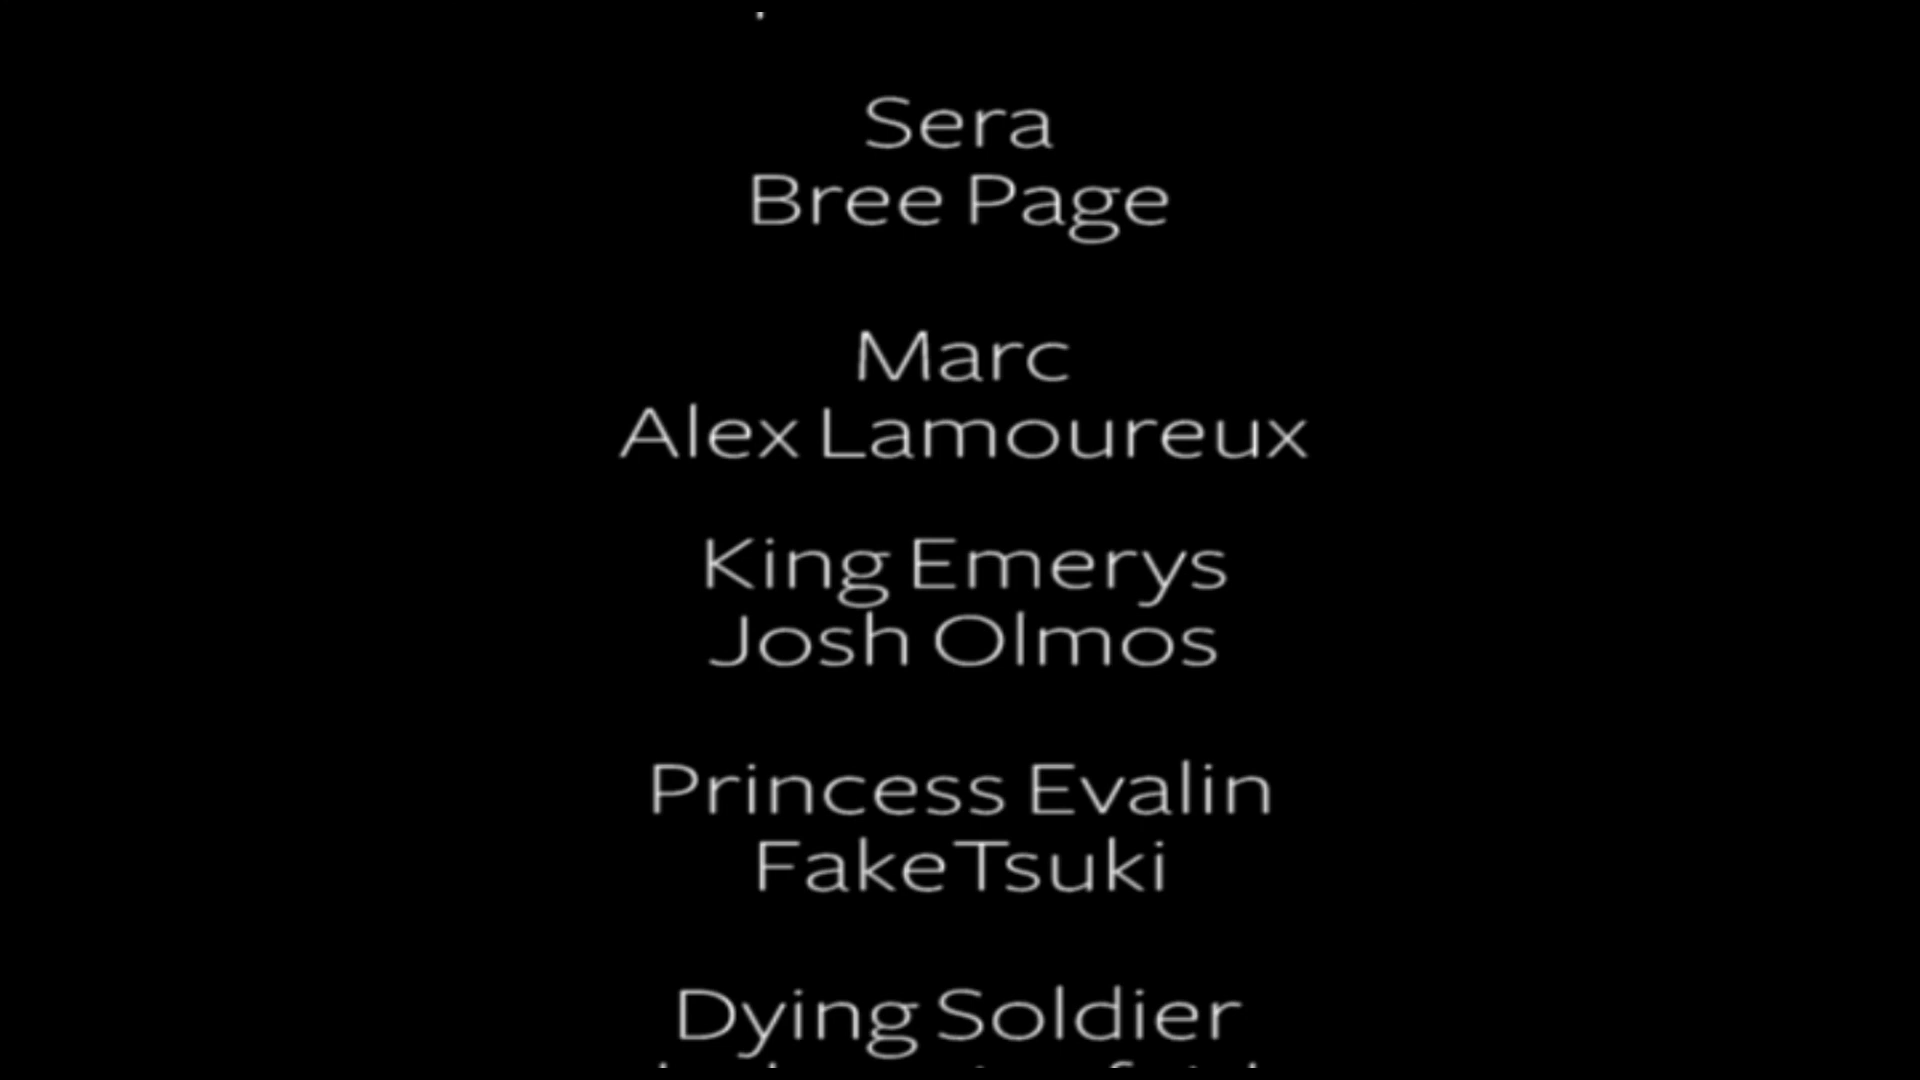 Sera
Bree Page
Marc
Alex Lamoureux
King Emerys
Josh Olmos
Princess Evalin
FakeTsuki
Dying Soldier